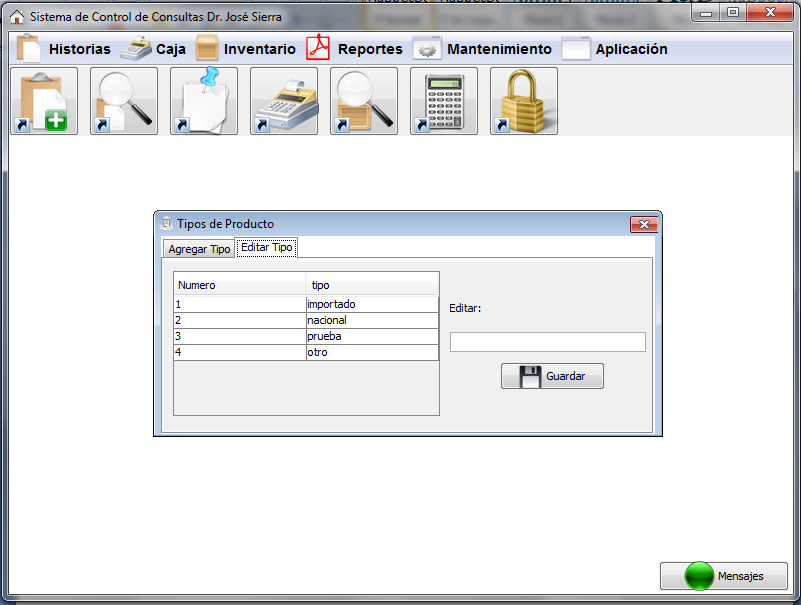 Sistema de Control de Consultas Dr. José Sierra
Historias Caja Inventario Reportes Mantenimiento Aplicación
Tipos de Producto
Agregar Tipo Editar Tipo
Numero tipo
1 importado
2 nacional
3 prueba
4 otro
Editar:
Guardar
Mensajes